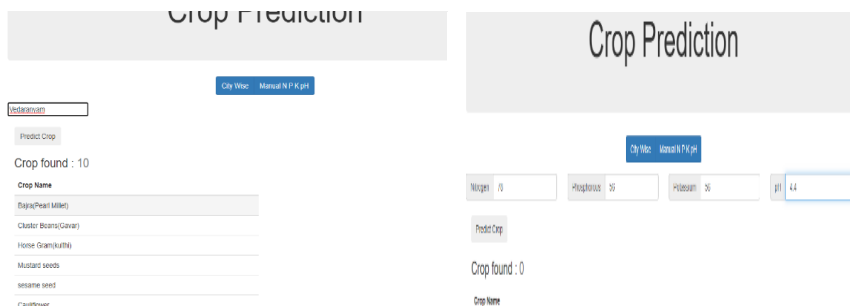 Crop Prediction
City Wise Manual N P K pH
Vedaranyam
Predict Crop
Crop found : 10
Crop Name
Bajra(Pearl Millet)
Cluster Beans(Gavar)
Horse Gram(kulthi)
Mustard seeds
sesame seed
Cauliflower
Crop Prediction
City Wise Manual N P K pH
Nitrogen Phosphorous Potassium pH 4.4
Predict Crop
Crop found : 0
Crop Name